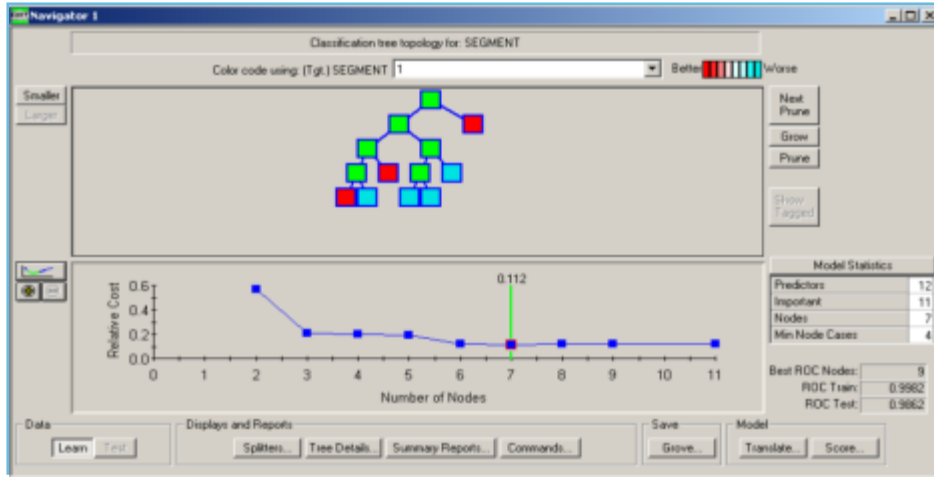 Navigator 1
Classification tree topology for: SEGMENT
Color code using: (Tgt.) SEGMENT 1 Better Worse
Smaller
Larger
Next Prune
Grow
Prune
Show Tagged
0.112
Relative Cost
0.6
0.4
0.2
0.0
0 1 2 3 4 5 6 7 8 9 10 11
Number of Nodes
Model Statistics
Predictors 12
Important 11
Nodes 7
Min Node Cases 4
Best ROC Nodes: 9
ROC Train: 0.9982
ROC Test: 0.9862
Data Displays and Reports Save Model
Learn Test Splitters... Tree Details... Summary Reports... Commands... Grove... Translate... Score...